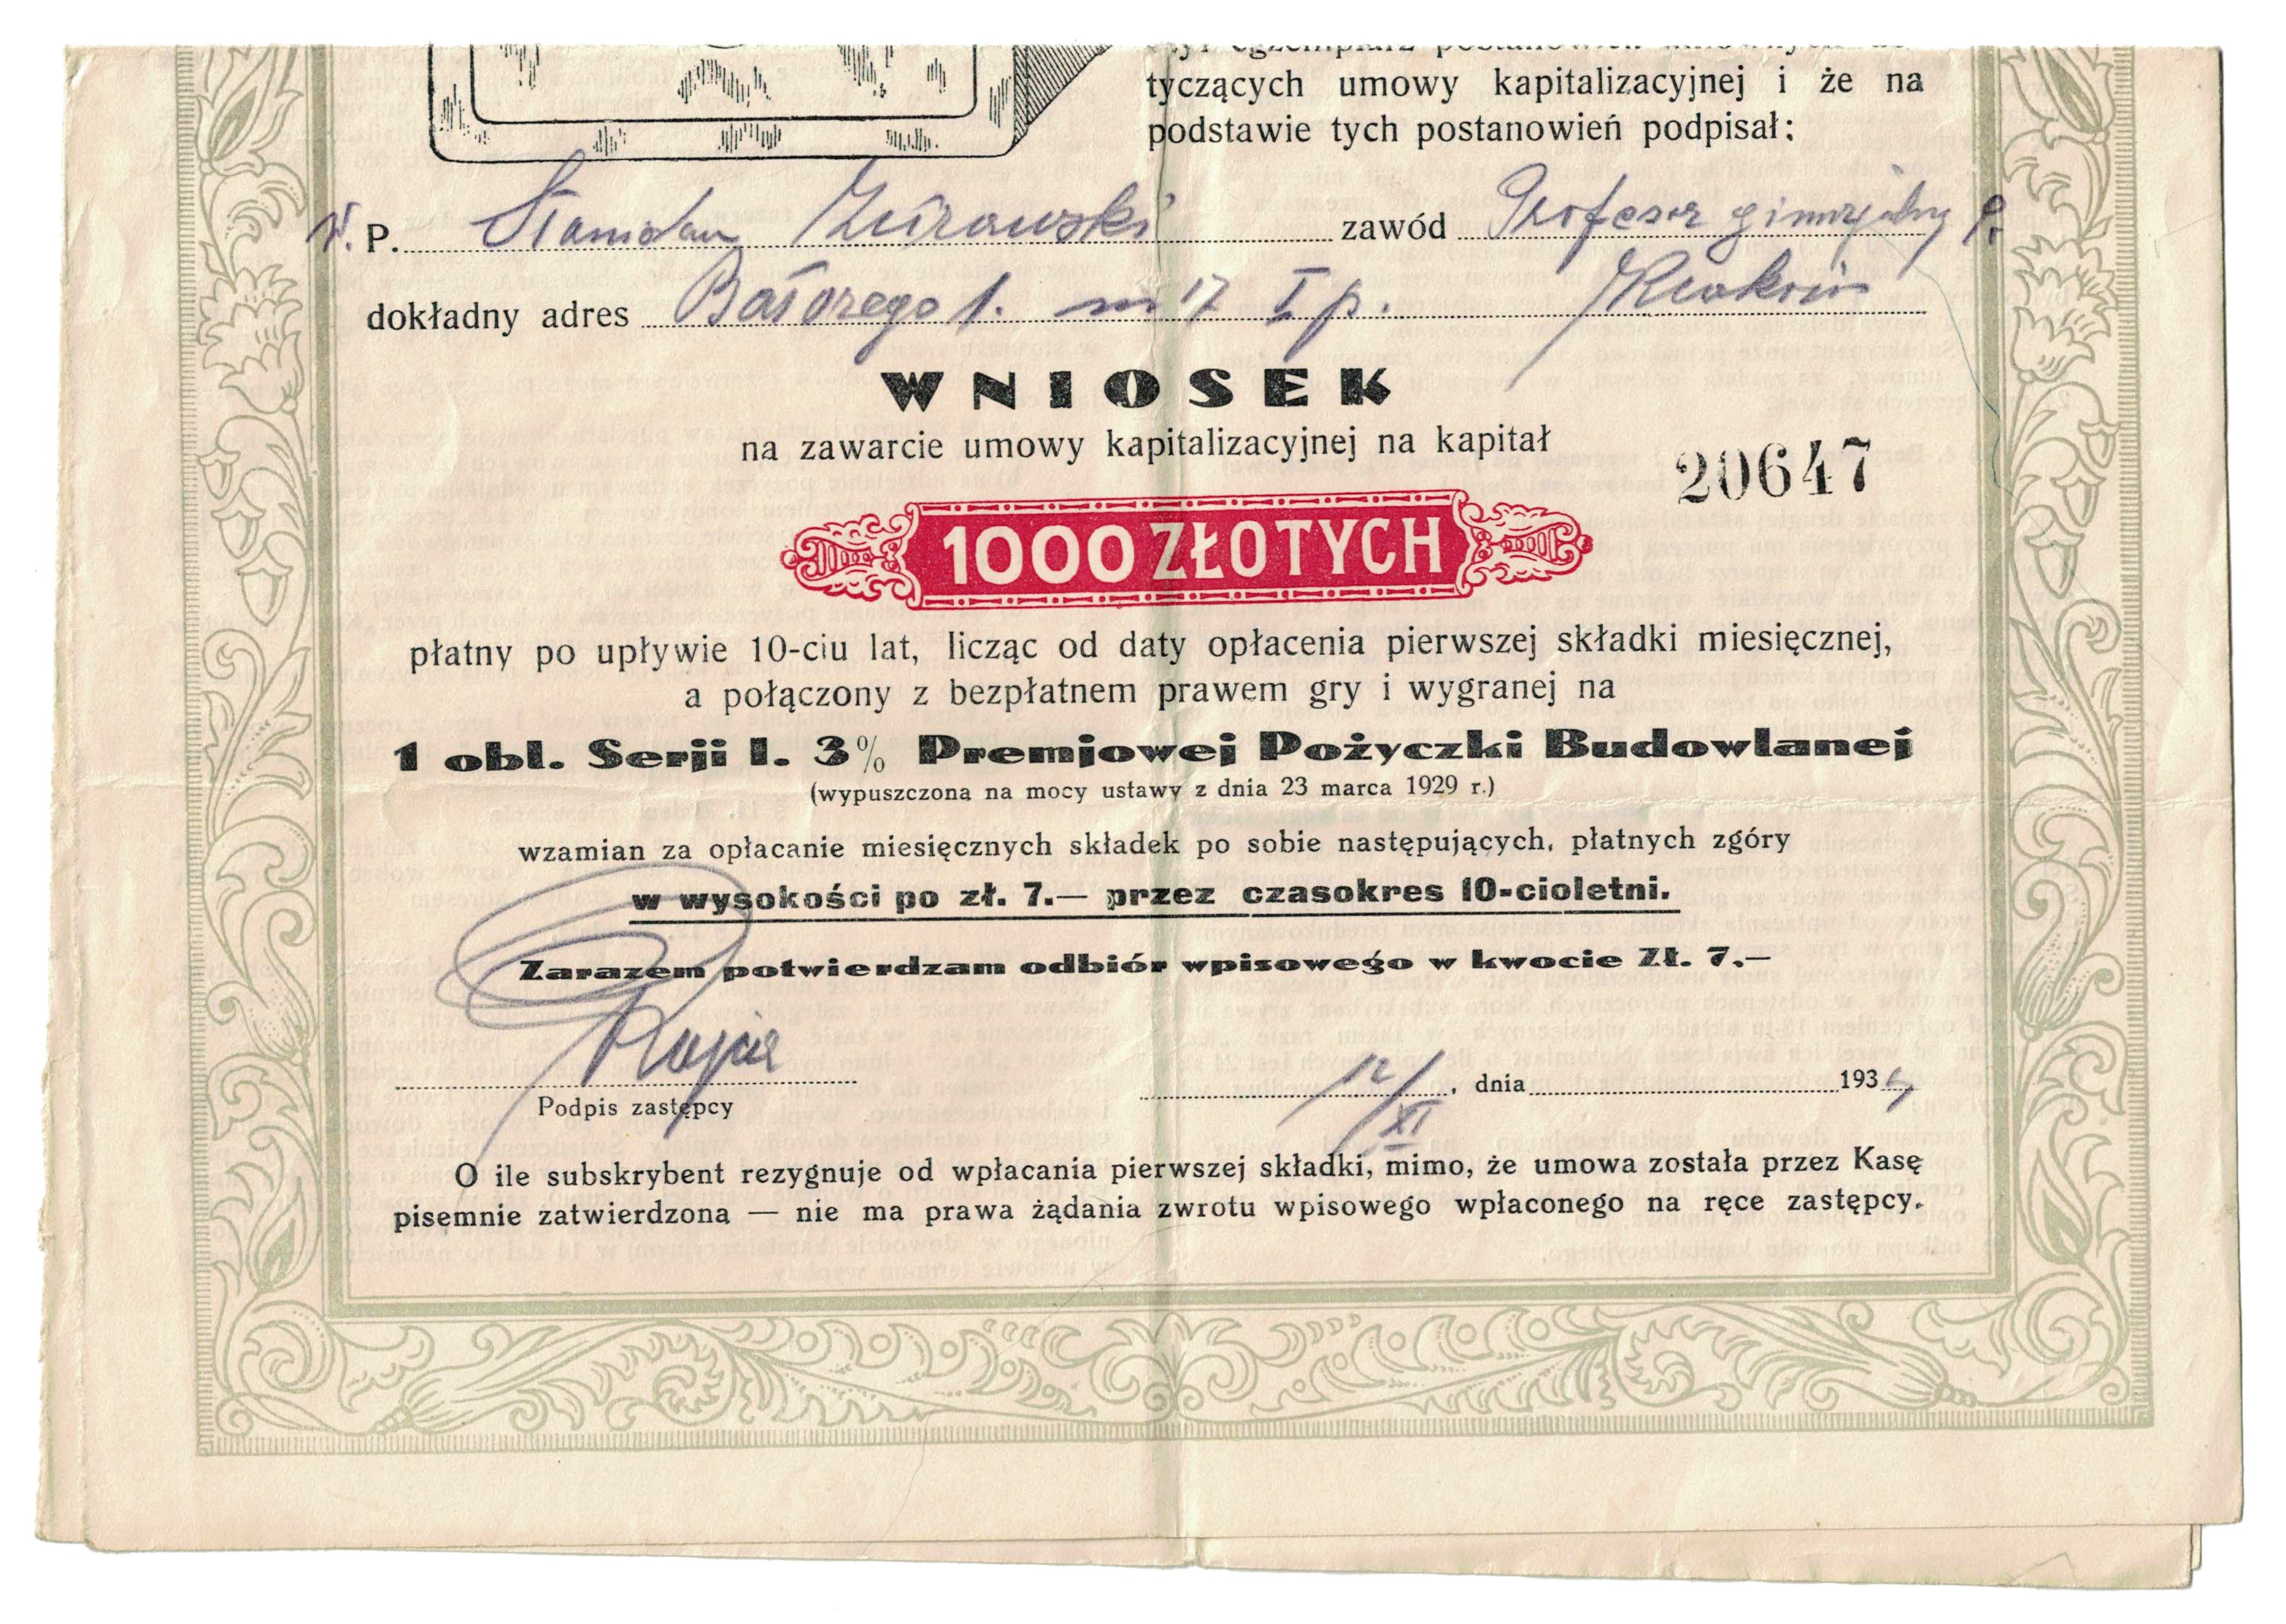 tyczących umowy kapitalizacyjnej i że na
podstawie tych postanowień podpisał:
W. P. Stanisław Żurowski zawód Profesor gimnazjalny
dokładny adres Batorego 1. m 17 I p. Kraków
WNIOSEK
na zawarcie umowy kapitalizacyjnej na kapitał
20647
1000 ZŁOTYCH
płatny po upływie 10-ciu lat, licząc od daty opłacenia pierwszej składki miesięcznej,
a połączony z bezpłatnem prawem gry i wygranej na
1 obl. Serji I. 3% Premjowej Pożyczki Budowlanej
(wypuszczoną na mocy ustawy z dnia 23 marca 1929 r.)
wzamian za opłacanie miesięcznych składek po sobie następujących, płatnych zgóry
w wysokości po zł. 7.— przez czasokres 10-cioletni.
Zarazem potwierdzam odbiór wpisowego w kwocie Zł. 7.—
12/XI, dnia 193
Podpis zastępcy
O ile subskrybent rezygnuje od wpłacania pierwszej składki, mimo, że umowa została przez Kasę
pisemnie zatwierdzona — nie ma prawa żądania zwrotu wpisowego wpłaconego na ręce zastępcy.